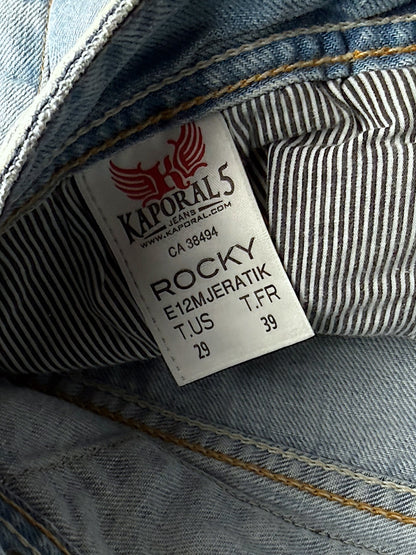 KAPORAL 5
JEANS
WWW.KAPORAL.COM
CA 38494
ROCKY
E12MJERATIK
T.US T.FR
29 39